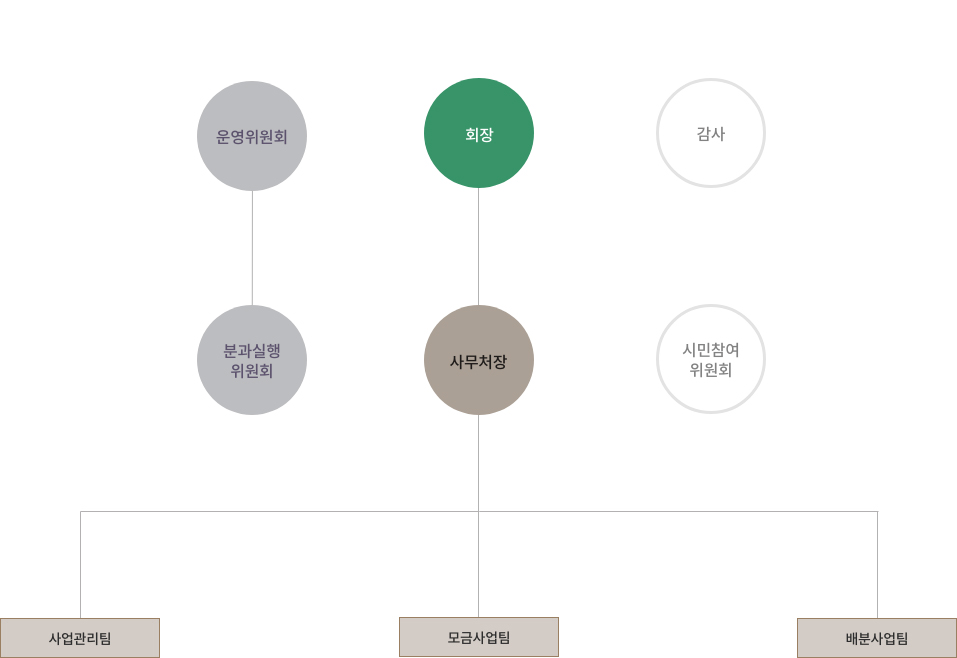 운영위원회
회장
감사
분과실행
위원회
사무처장
시민참여
위원회
사업관리팀
모금사업팀
배분사업팀